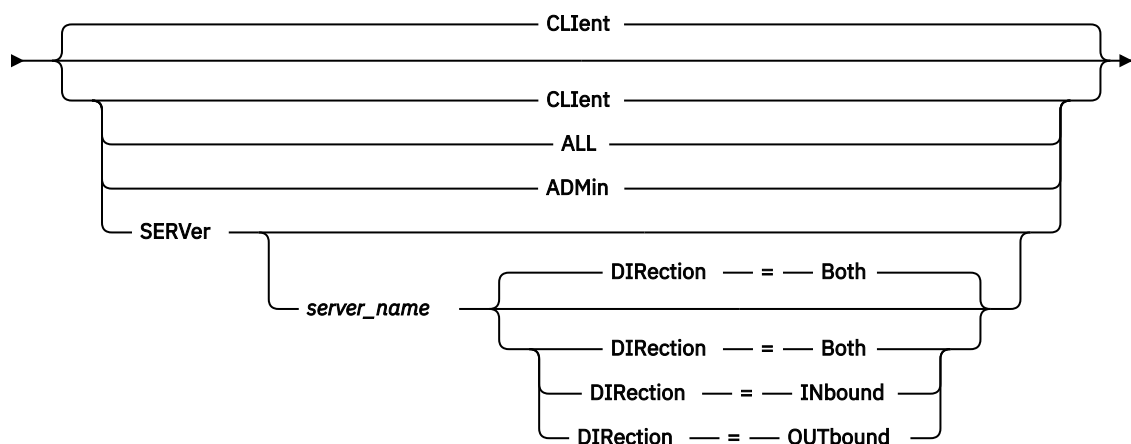 CLIent
CLIent
ALL
ADMin
SERVer
DIRection = Both
server_name
DIRection = Both
DIRection = INbound
DIRection = OUTbound